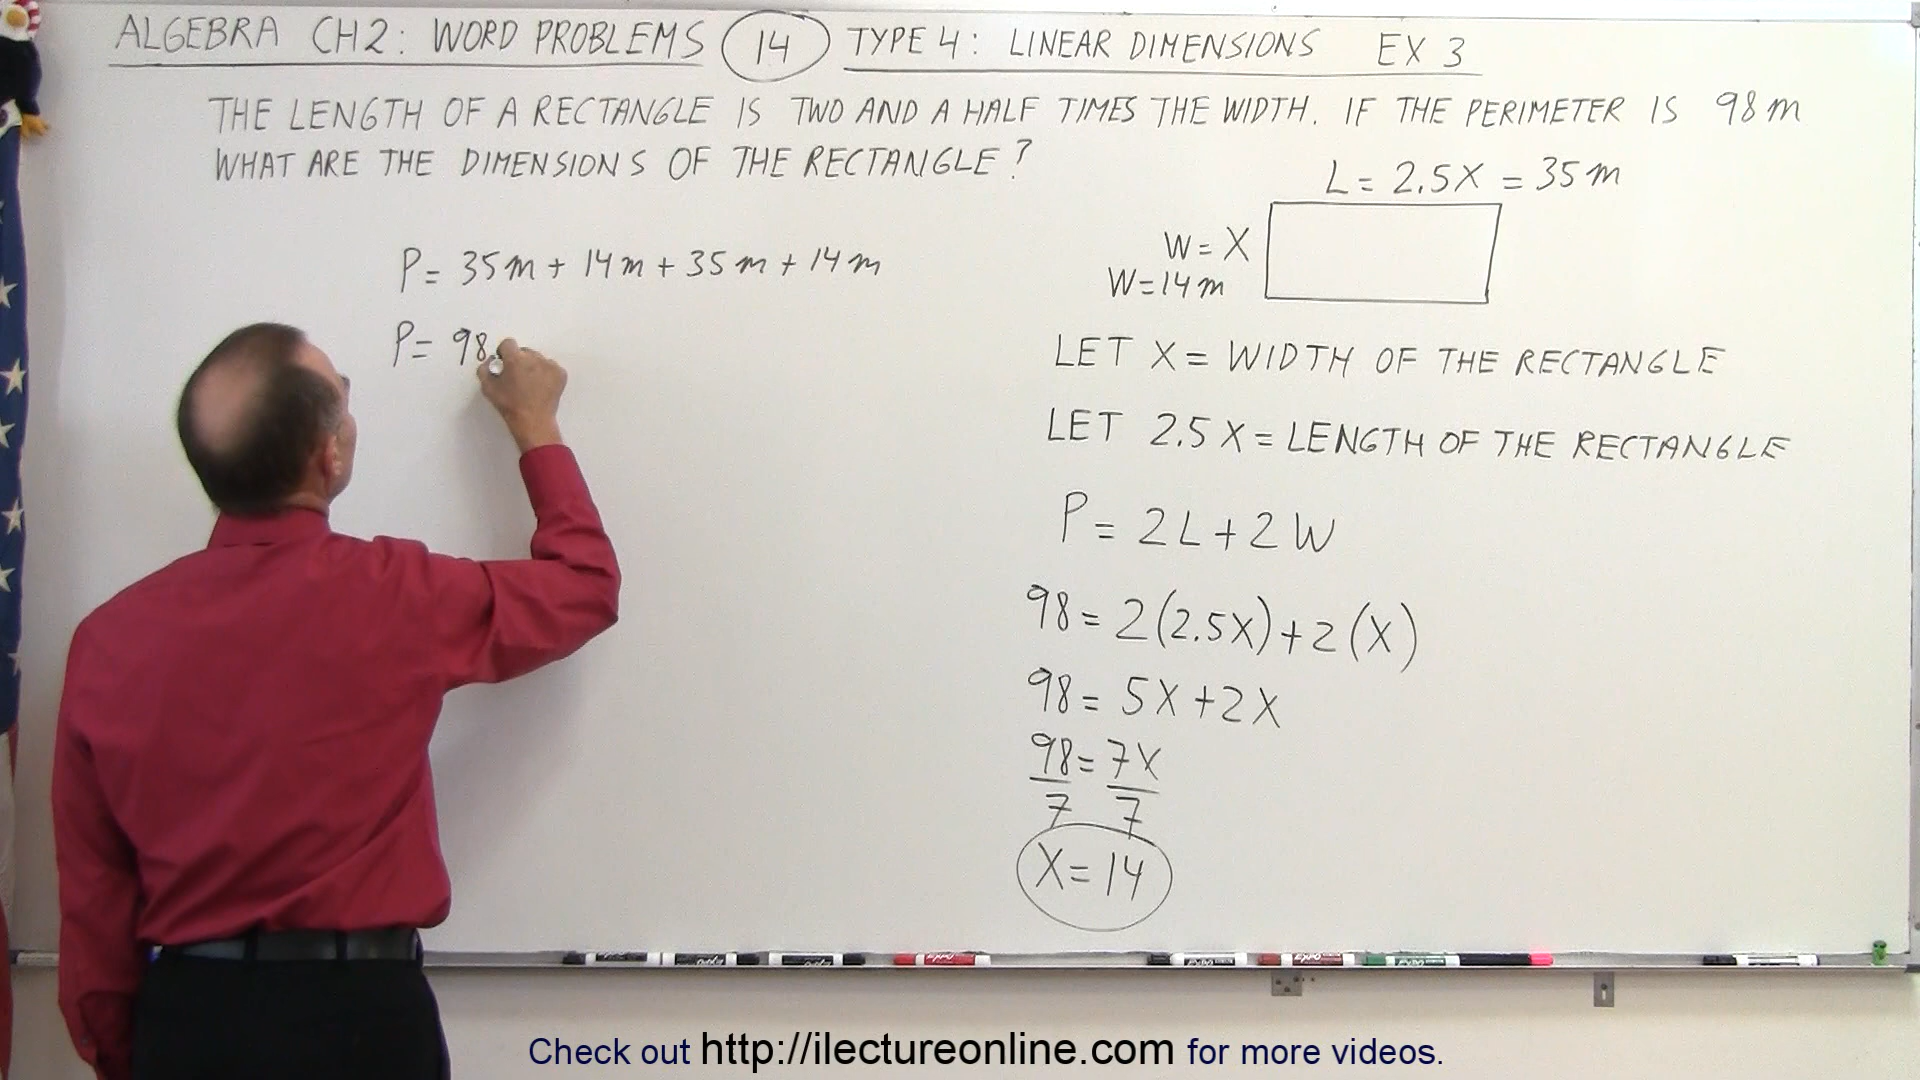 ALGEBRA CH2: WORD PROBLEMS 14 TYPE 4: LINEAR DIMENSIONS EX 3
THE LENGTH OF A RECTANGLE IS TWO AND A HALF TIMES THE WIDTH. IF THE PERIMETER IS 98 m
WHAT ARE THE DIMENSIONS OF THE RECTANGLE?
L = 2.5X = 35 m
W = X
W = 14 m
P = 35 m + 14 m + 35 m + 14 m
P = 98
LET X = WIDTH OF THE RECTANGLE
LET 2.5 X = LENGTH OF THE RECTANGLE
P = 2L + 2W
98 = 2(2.5X) + 2(X)
98 = 5X + 2X
98 = 7X
7 7
X = 14
Check out http://ilectureonline.com for more videos.